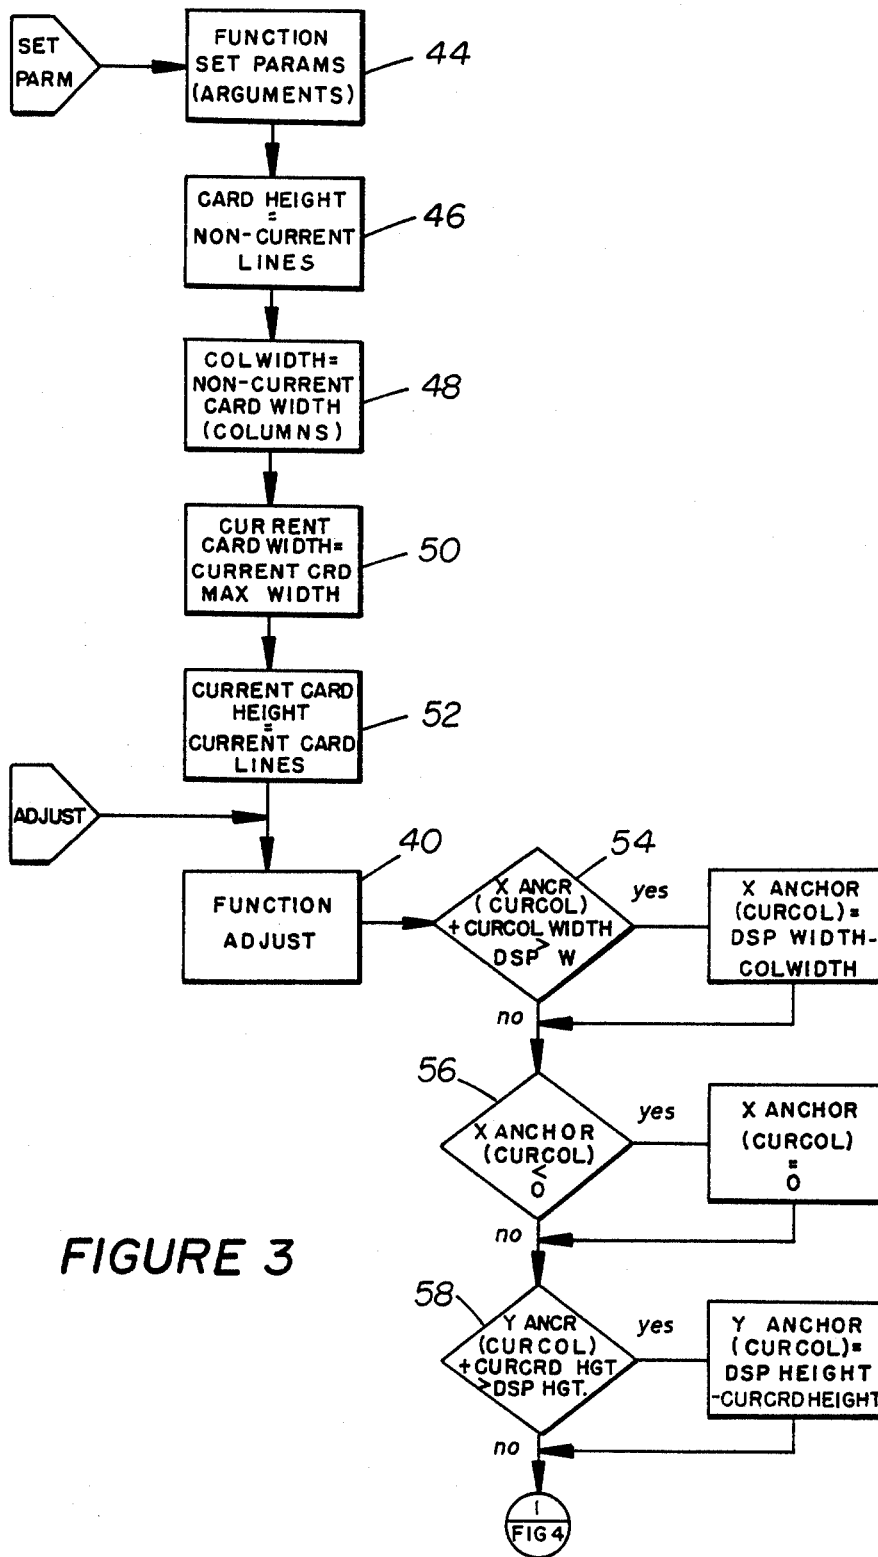 SET
PARM
FUNCTION
SET PARAMS
(ARGUMENTS)
44
CARD HEIGHT
=
NON-CURRENT
LINES
46
COLWIDTH=
NON-CURRENT
CARD WIDTH
(COLUMNS)
48
CURRENT
CARD WIDTH=
CURRENT CRD
MAX WIDTH
50
CURRENT CARD
HEIGHT
=
CURRENT CARD
LINES
52
ADJUST
FUNCTION
ADJUST
40
X ANCR
(CURCOL)
+CURCOL WIDTH
>
DSP W
54
yes
X ANCHOR
(CURCOL)=
DSP WIDTH-
COLWIDTH
no
56
X ANCHOR
(CURCOL)
<
0
yes
X ANCHOR
(CURCOL)
=
0
no
FIGURE 3
58
Y ANCR
(CURCOL)
+CURCRD HGT
>DSP HGT.
yes
Y ANCHOR
(CURCOL)=
DSP HEIGHT
-CURCRDHEIGHT
no
1
FIG 4